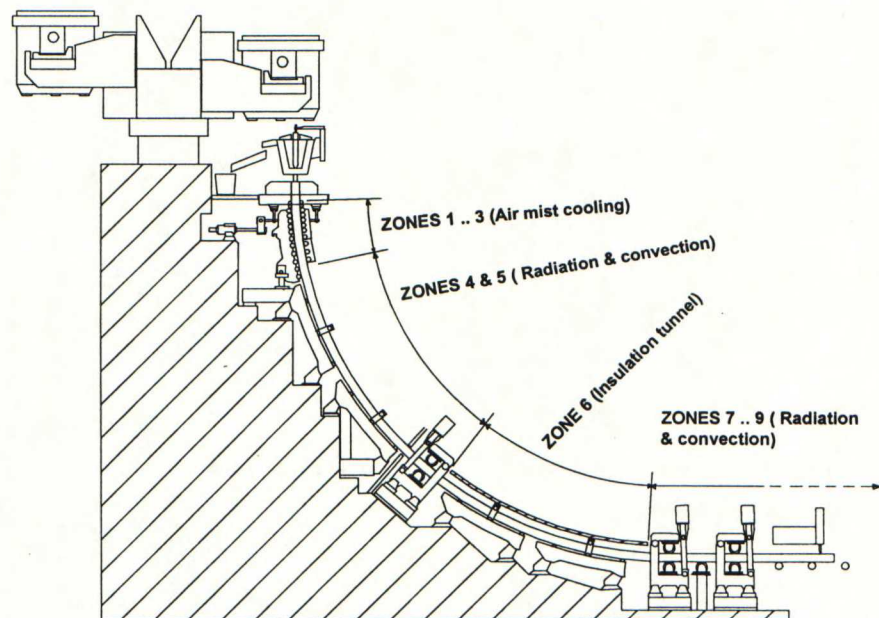 ZONES 1 .. 3 (Air mist cooling)
ZONES 4 & 5 ( Radiation & convection)
ZONE 6 (Insulation tunnel)
ZONES 7 .. 9 ( Radiation
& convection)